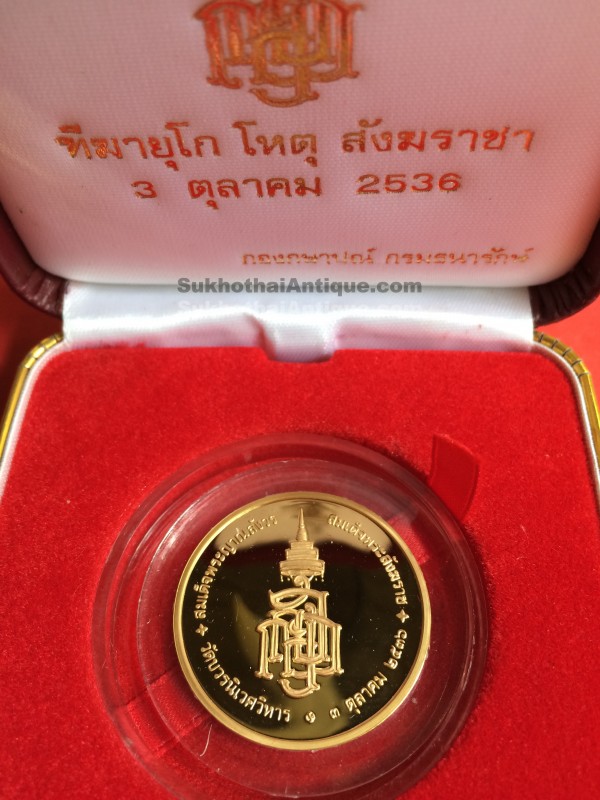 ทีฆายุโก โหตุ สังฆราชา
3 ตุลาคม 2536
กองกษาปณ์ กรมธนารักษ์
SukhothaiAntique.com
SukhothaiAntique.com
สมเด็จพระญาณสังวร สมเด็จพระสังฆราช
วัดบวรนิเวศวิหาร ๓ ตุลาคม ๒๕๓๖
SukhothaiAntique.com